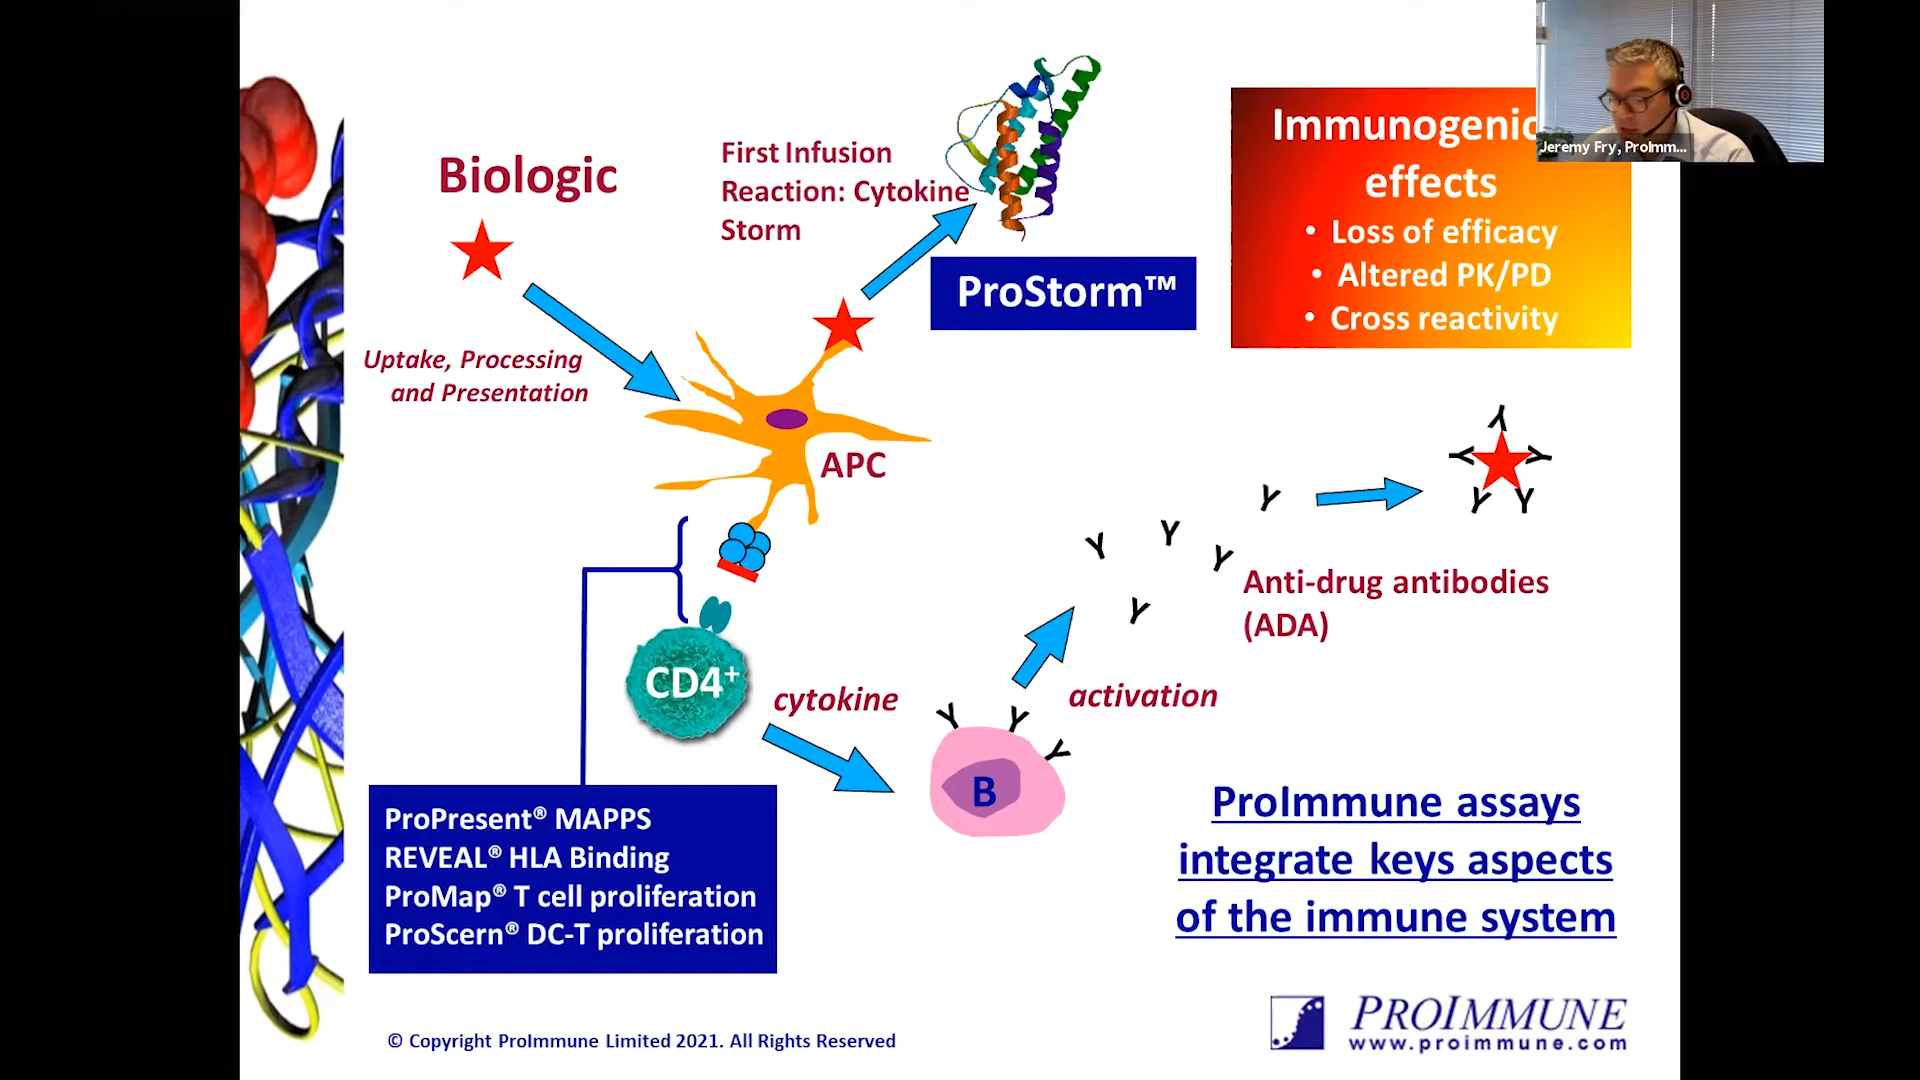 Biologic
First Infusion
Reaction: Cytokine
Storm
ProStorm™
Immunogenic
effects
• Loss of efficacy
• Altered PK/PD
• Cross reactivity
Jeremy Fry, ProImm...
Uptake, Processing
and Presentation
APC
CD4+
cytokine
B
activation
Anti-drug antibodies
(ADA)
ProPresent® MAPPS
REVEAL® HLA Binding
ProMap® T cell proliferation
ProScern® DC-T proliferation
ProImmune assays
integrate keys aspects
of the immune system
PROIMMUNE
www.proimmune.com
© Copyright ProImmune Limited 2021. All Rights Reserved